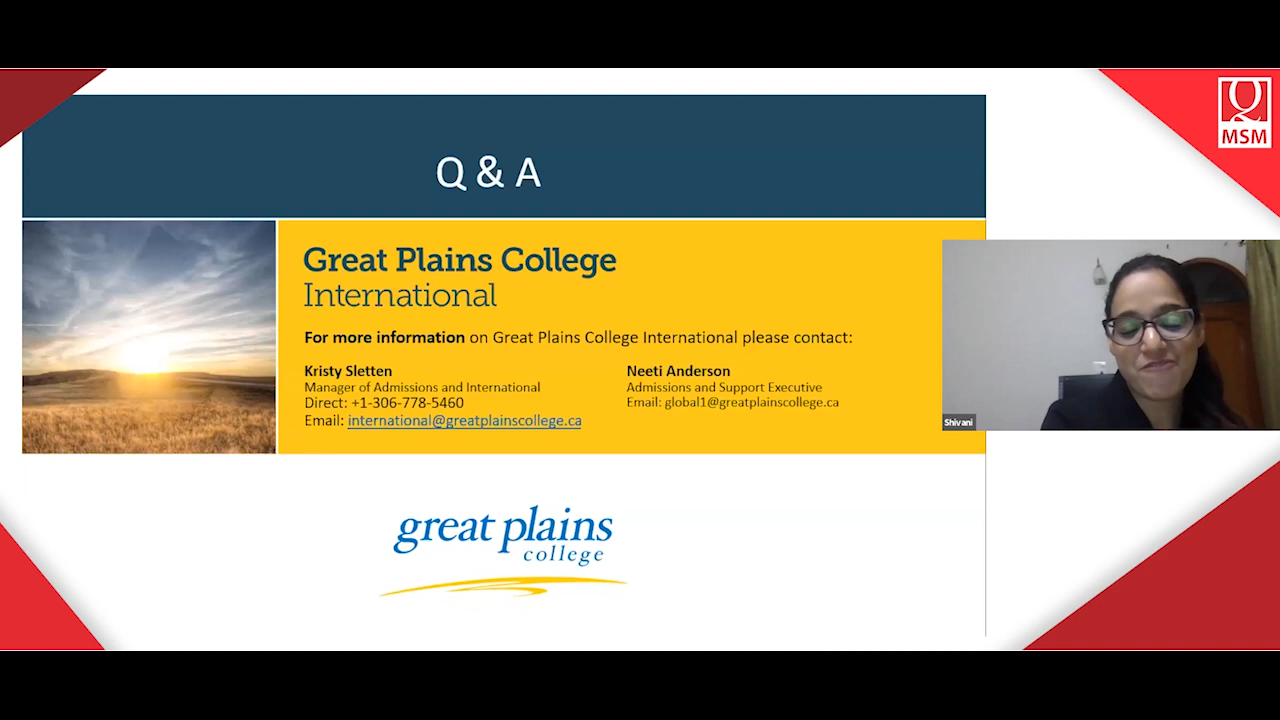 Q
MSM
Q & A
Great Plains College
International
For more information on Great Plains College International please contact:
Kristy Sletten
Manager of Admissions and International
Direct: +1-306-778-5460
Email: international@greatplainscollege.ca
Neeti Anderson
Admissions and Support Executive
Email: global1@greatplainscollege.ca
Shivani
great plains
college